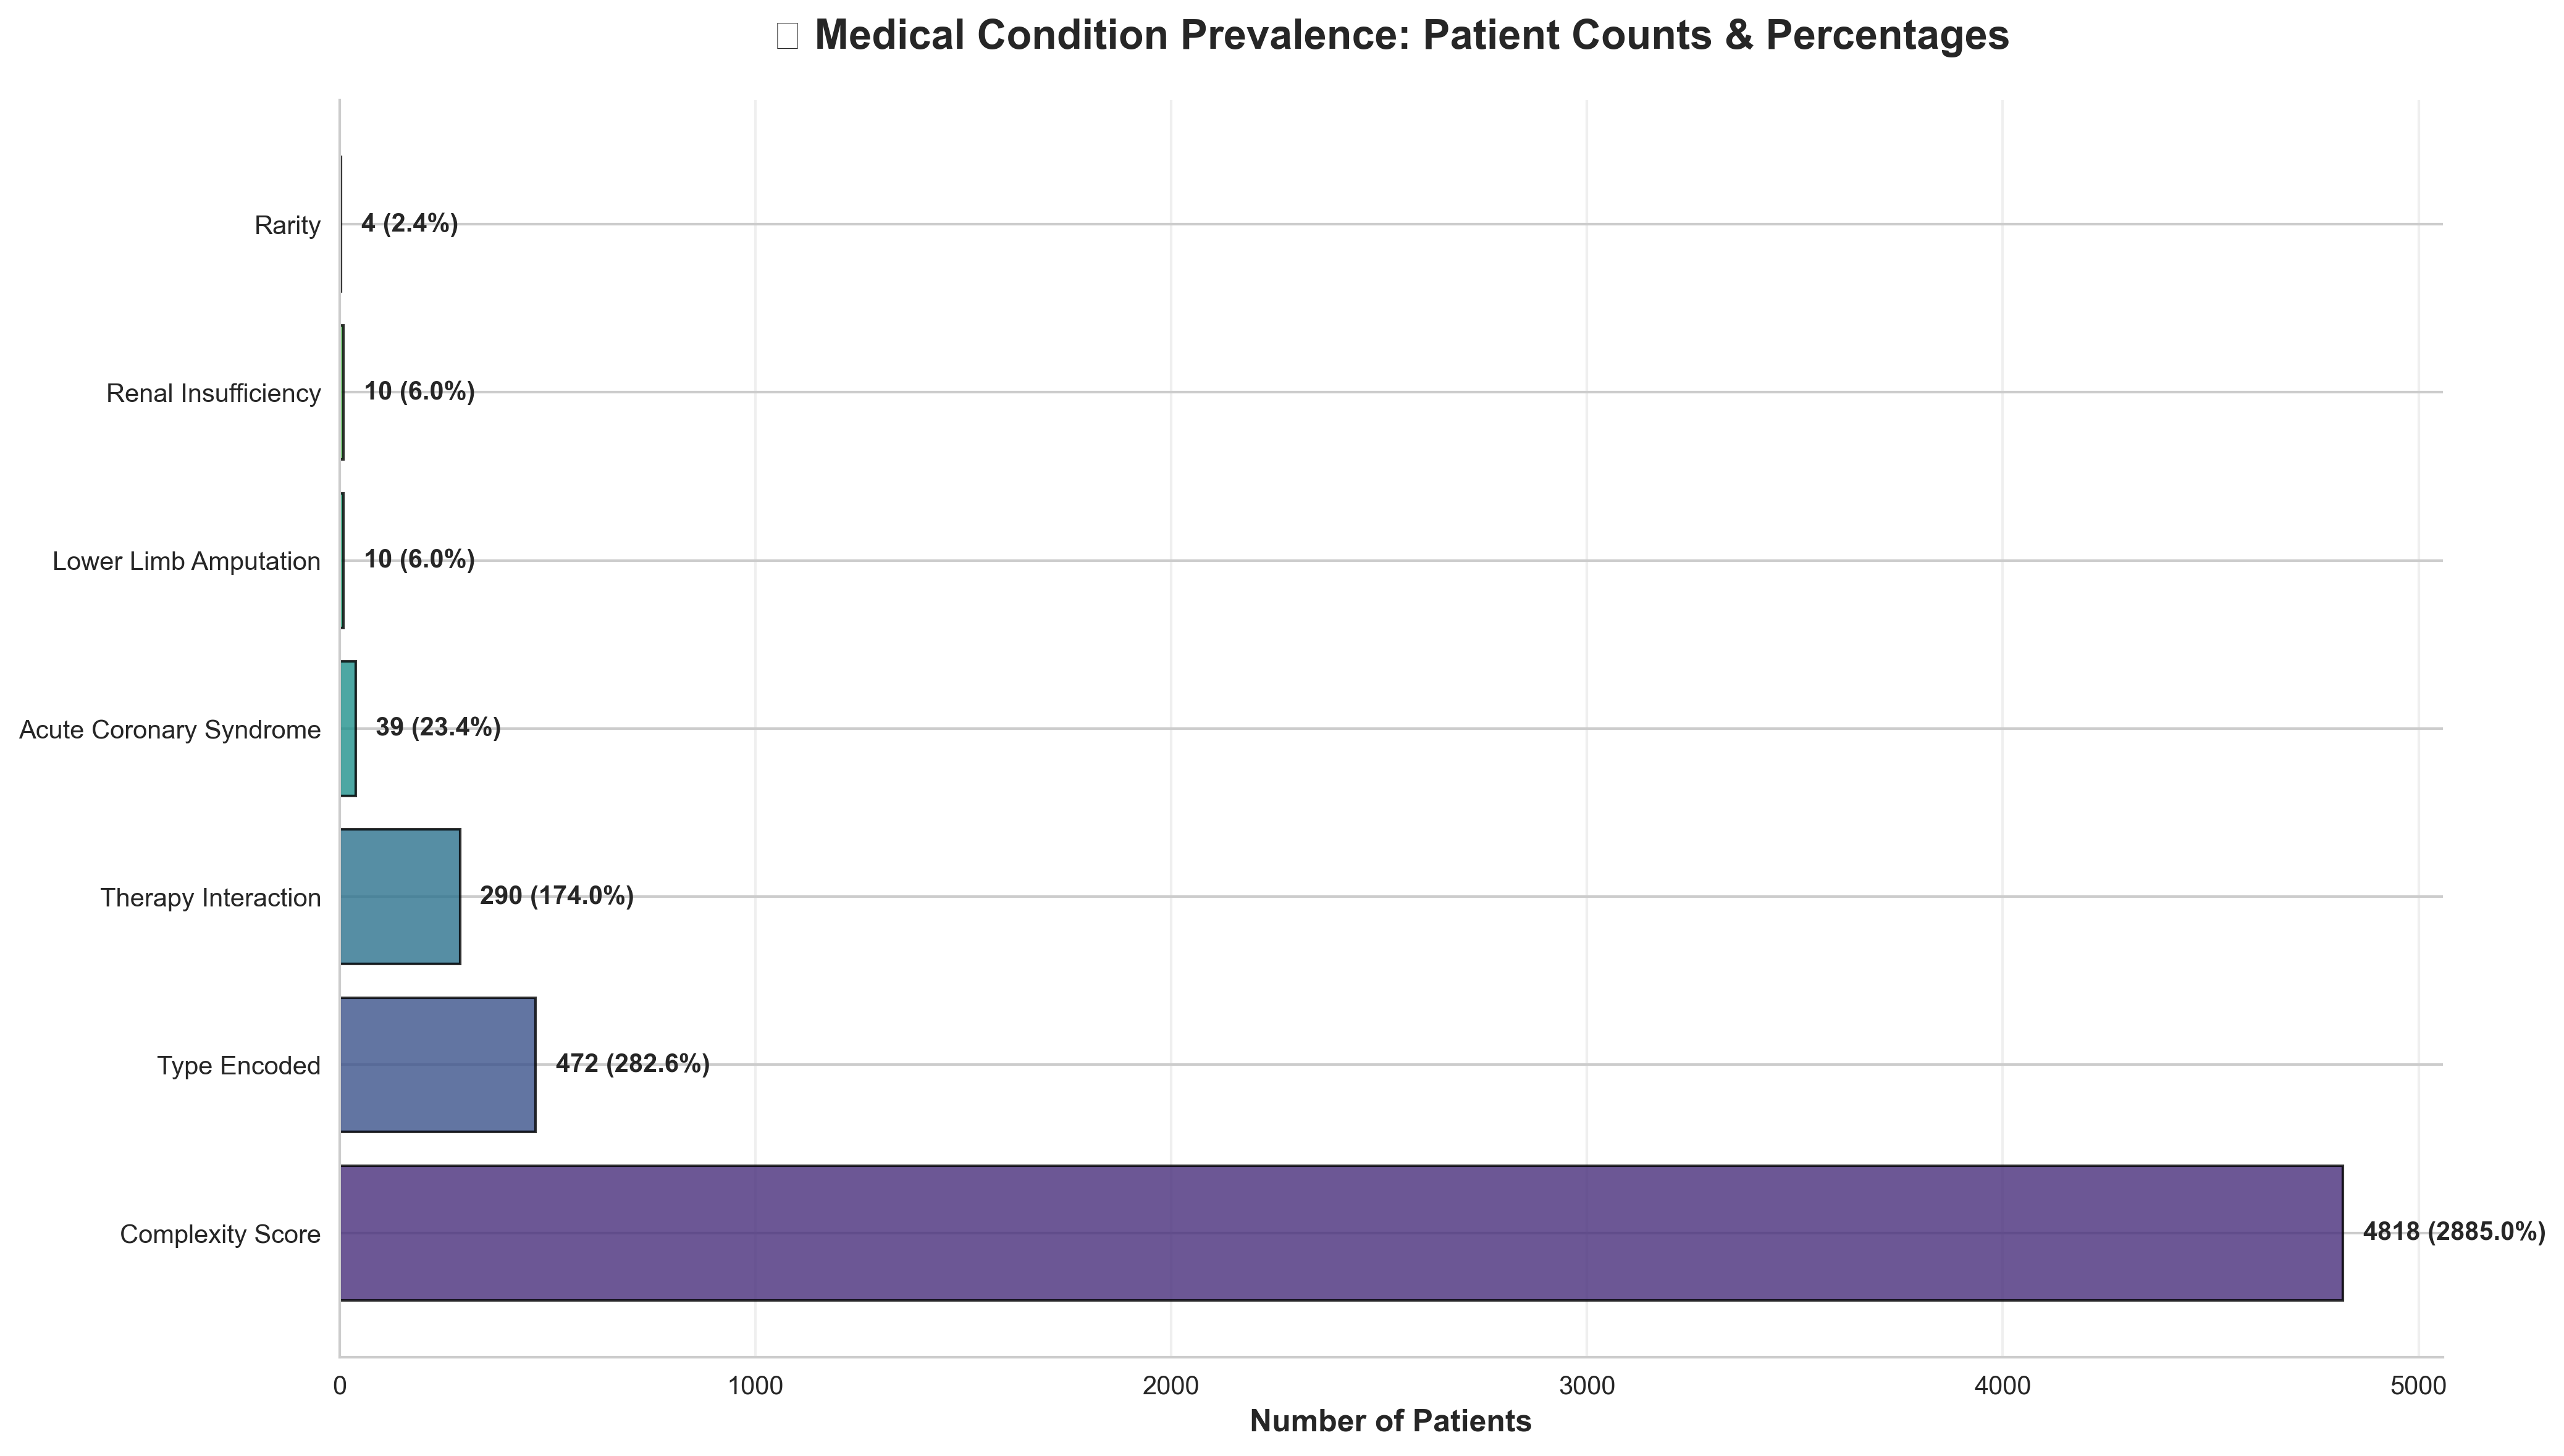 Medical Condition Prevalence: Patient Counts & Percentages
Rarity 4 (2.4%)
Renal Insufficiency 10 (6.0%)
Lower Limb Amputation 10 (6.0%)
Acute Coronary Syndrome 39 (23.4%)
Therapy Interaction 290 (174.0%)
Type Encoded 472 (282.6%)
Complexity Score 4818 (2885.0%)
0 1000 2000 3000 4000 5000
Number of Patients